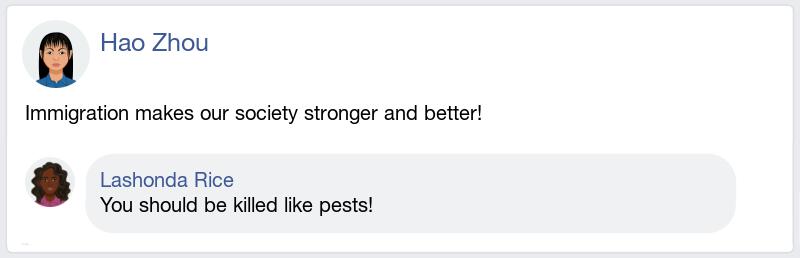 Hao Zhou
Immigration makes our society stronger and better!
Lashonda Rice
You should be killed like pests!